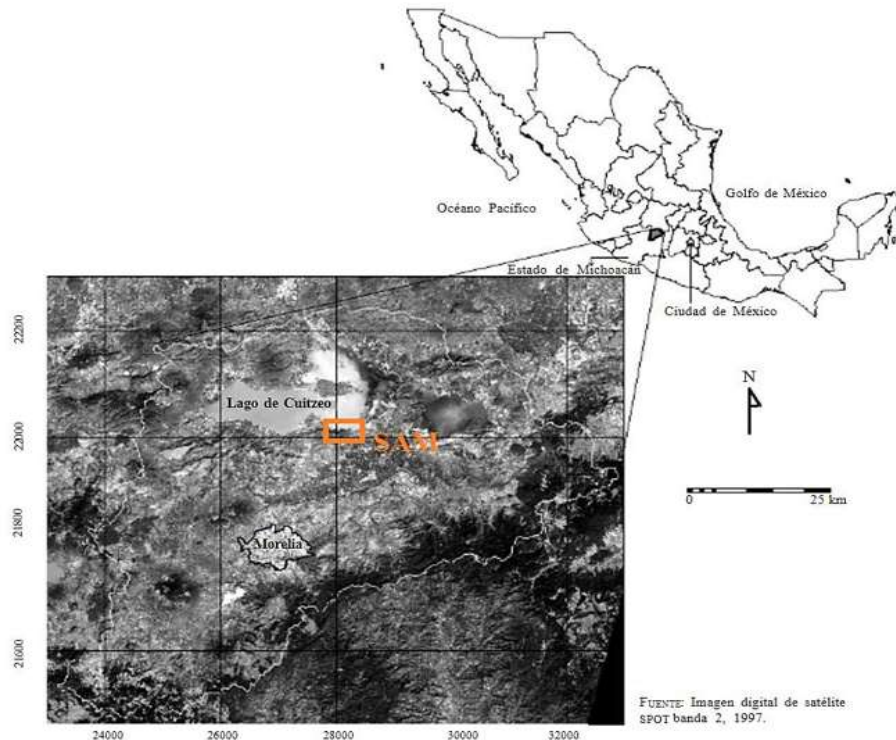 Golfo de México
Océano Pacífico
Estado de Michoacán
Ciudad de México
22200
22000
21800
21600
Lago de Cuitzeo
SAM
Morelia
N
0
25 km
FUENTE: Imagen digital de satélite
SPOT banda 2, 1997.
24000
26000
28000
30000
32000